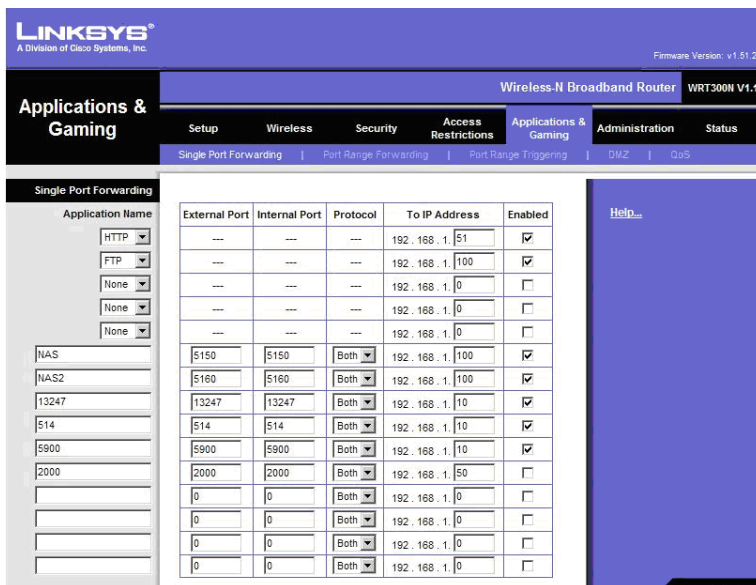 LINKSYS®
A Division of Cisco Systems, Inc.
Firmware Version: v1.51.2
Wireless-N Broadband Router WRT300N V1.1
Applications & Gaming
Setup Wireless Security Access Restrictions Applications & Gaming Administration Status
Single Port Forwarding | Port Range Forwarding | Port Range Triggering | DMZ | QoS
Single Port Forwarding
Application Name External Port Internal Port Protocol To IP Address Enabled
Help...
HTTP --- --- --- 192 . 168 . 1. 51
FTP --- --- --- 192 . 168 . 1. 100
None --- --- --- 192 . 168 . 1. 0
None --- --- --- 192 . 168 . 1. 0
None --- --- --- 192 . 168 . 1. 0
NAS 5150 5150 Both 192 . 168 . 1. 100
NAS2 5160 5160 Both 192 . 168 . 1. 100
13247 13247 13247 Both 192 . 168 . 1. 10
514 514 514 Both 192 . 168 . 1. 10
5900 5900 5900 Both 192 . 168 . 1. 10
2000 2000 2000 Both 192 . 168 . 1. 50
0 0 Both 192 . 168 . 1. 0
0 0 Both 192 . 168 . 1. 0
0 0 Both 192 . 168 . 1. 0
0 0 Both 192 . 168 . 1. 0